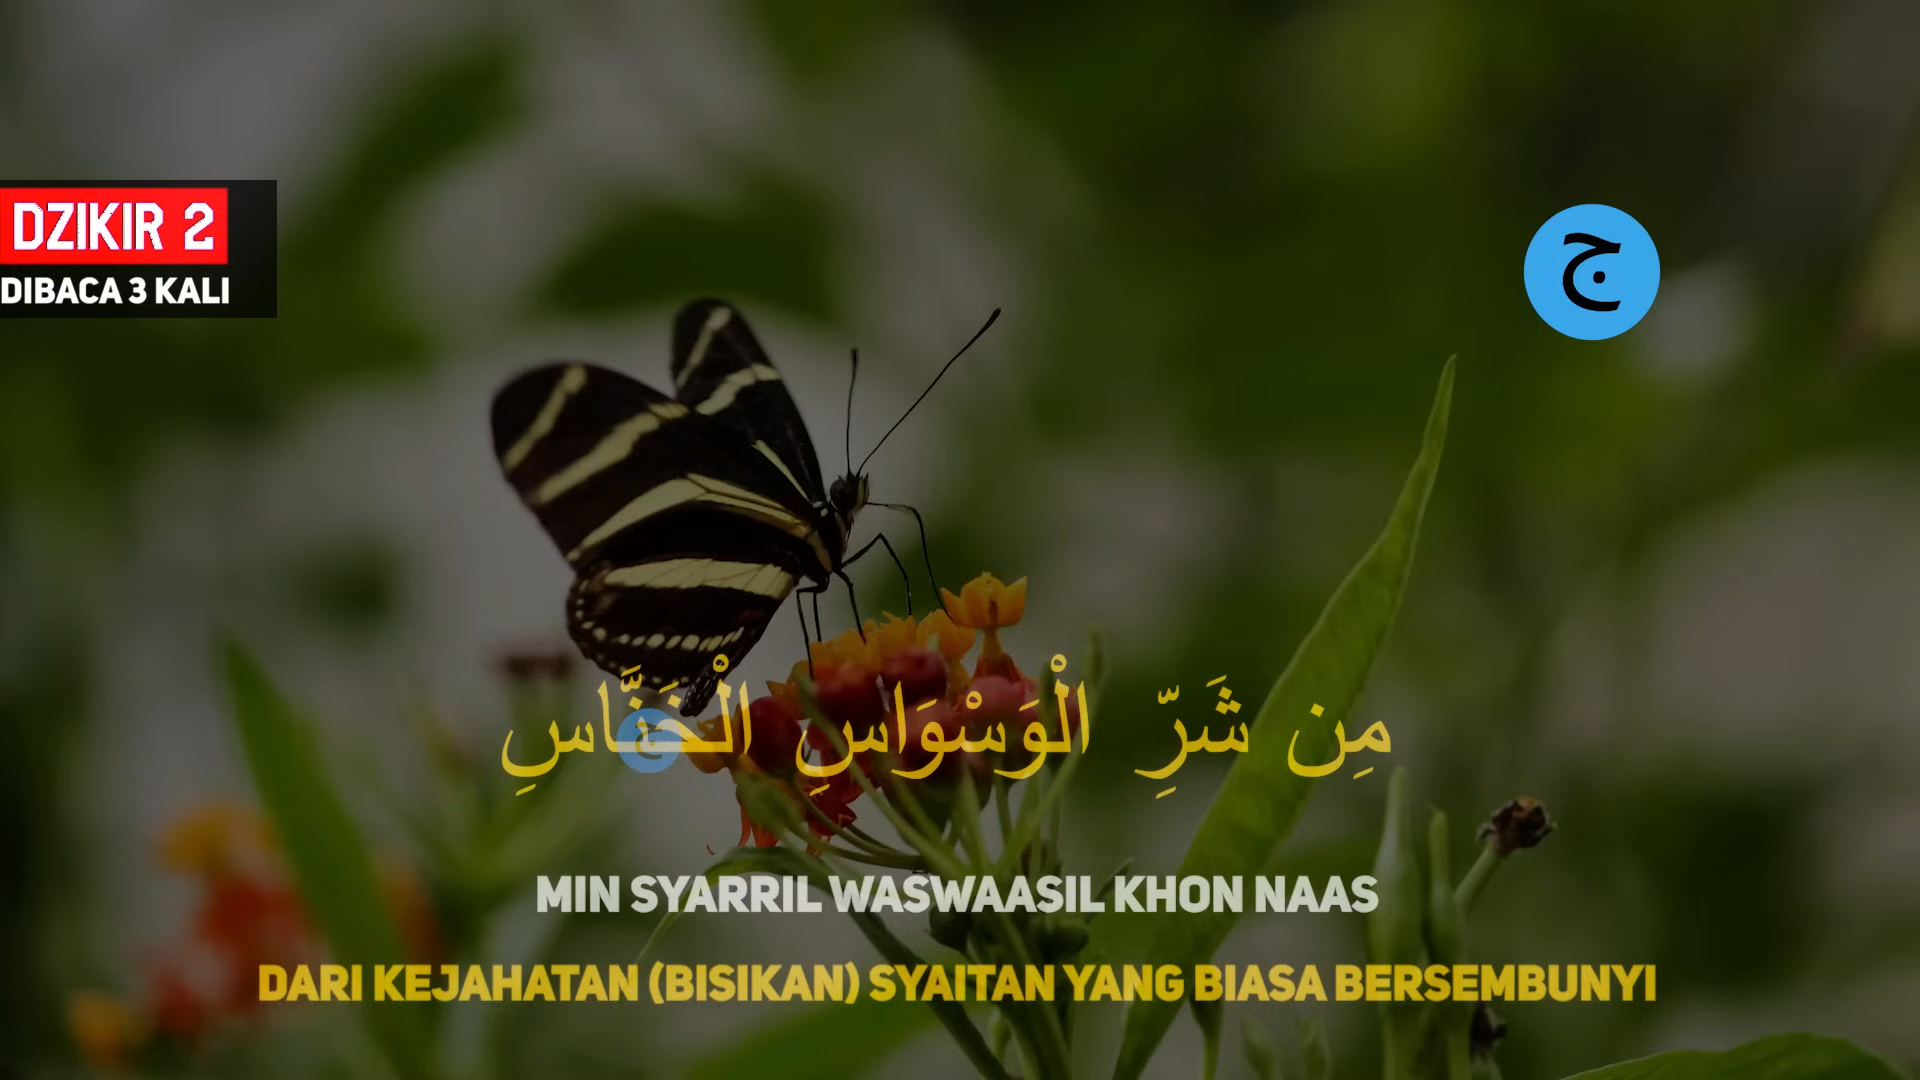 DZIKIR 2
DIBACA 3 KALI
ج
مِن شَرِّ الْوَسْوَاسِ الْخَنَّاسِ
ج
MIN SYARRIL WASWAASIL KHON NAAS
DARI KEJAHATAN (BISIKAN) SYAITAN YANG BIASA BERSEMBUNYI